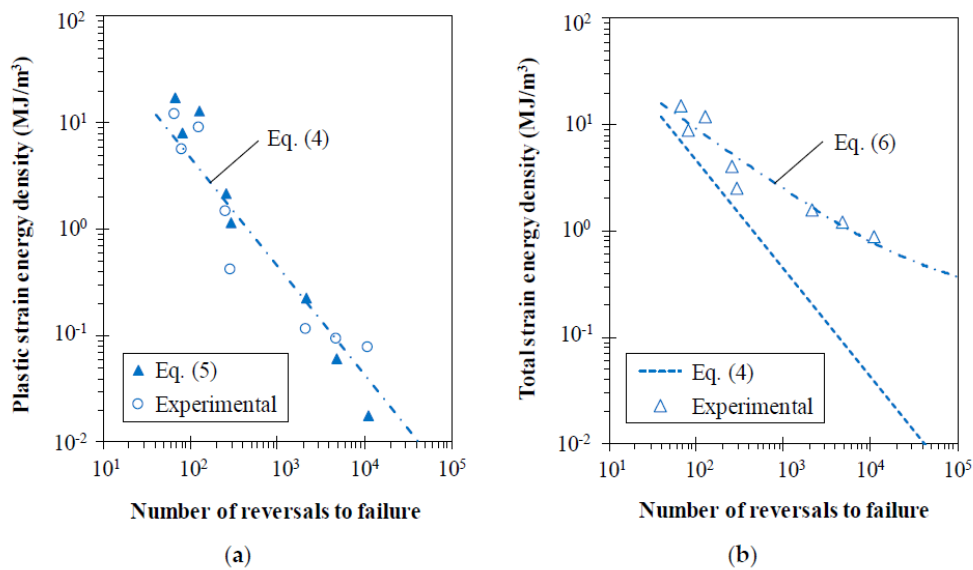 Plastic strain energy density (MJ/m³)
10²
10¹
10⁰
10⁻¹
10⁻²
Eq. (4)
Eq. (5)
Experimental
10¹ 10² 10³ 10⁴ 10⁵
Number of reversals to failure
(a)
Total strain energy density (MJ/m³)
10²
10¹
10⁰
10⁻¹
10⁻²
Eq. (6)
Eq. (4)
Experimental
10¹ 10² 10³ 10⁴ 10⁵
Number of reversals to failure
(b)